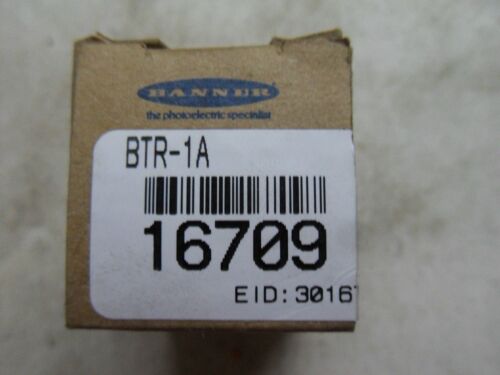 BANNER
the photoelectric specialist
BTR-1A
16709
EID: 3016